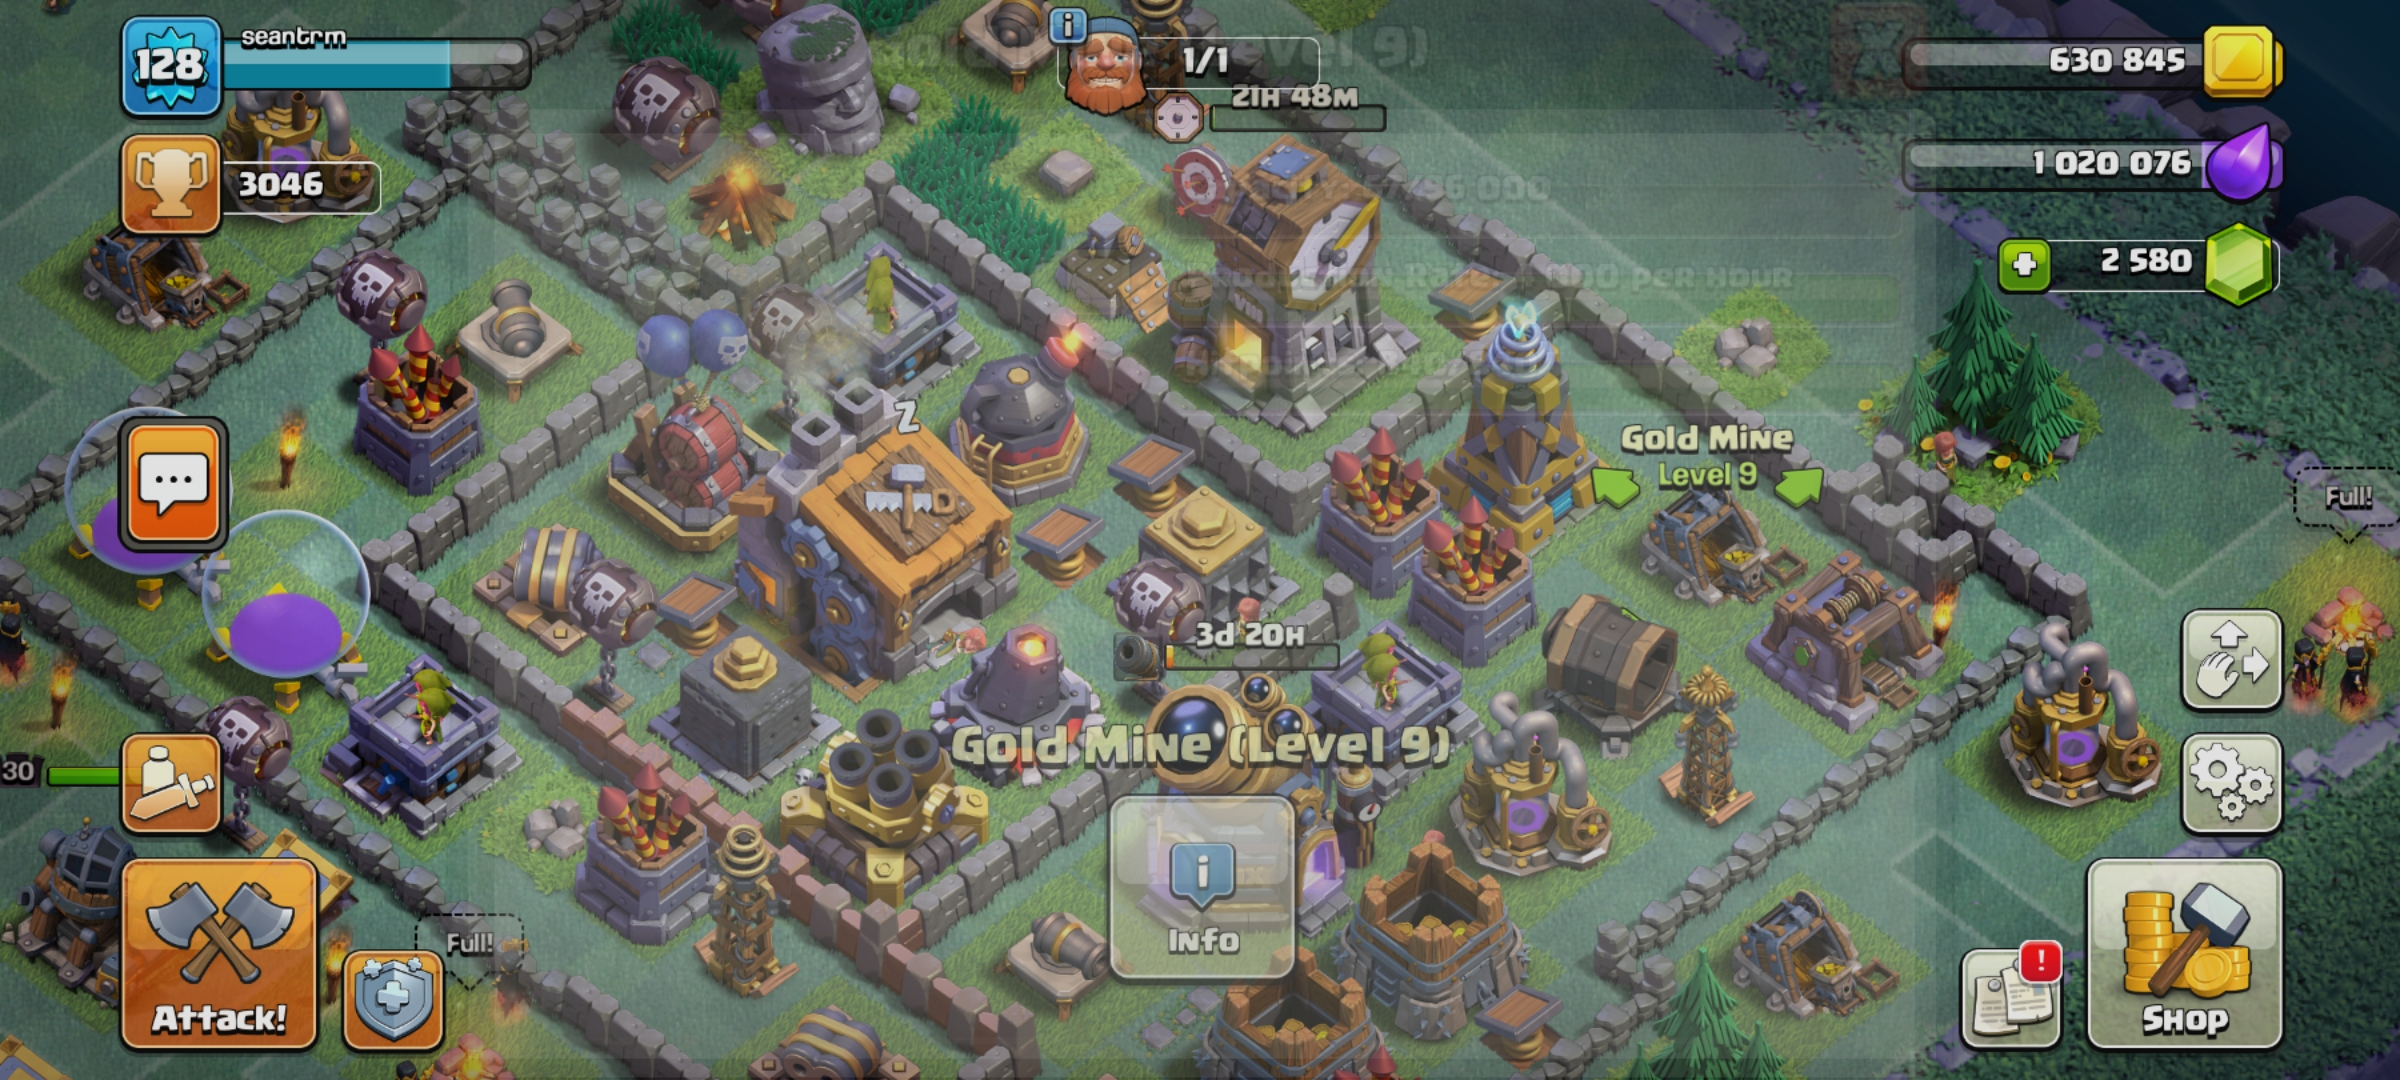 128
seantrm
1/1
21H 48M
630 845
3046
1 020 076
2 580
Z
Gold Mine
Level 9
Full!
3d 20H
Gold Mine (Level 9)
30
Info
Full!
Attack!
!
Shop